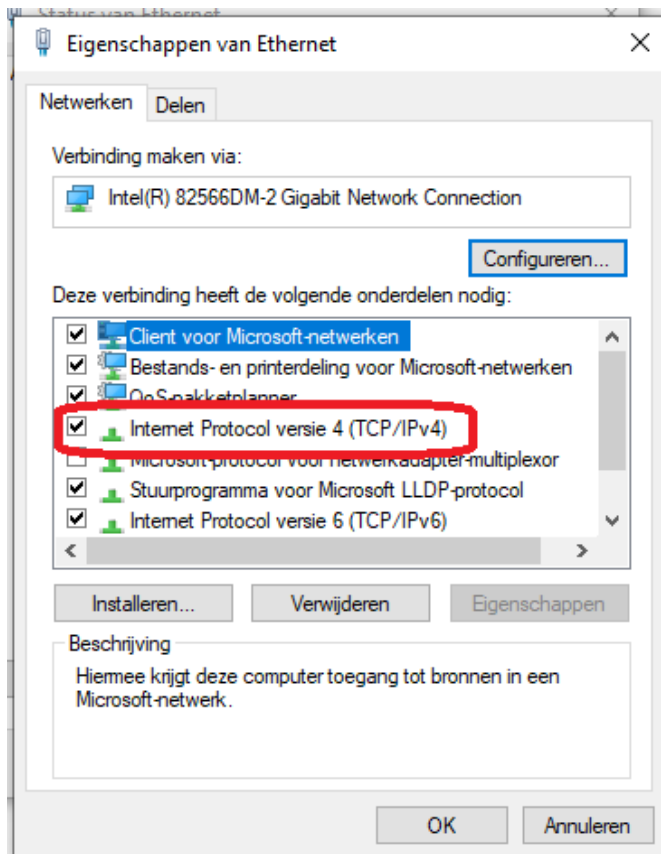 Status van Ethernet
Eigenschappen van Ethernet
Netwerken
Delen
Verbinding maken via:
Intel(R) 82566DM-2 Gigabit Network Connection
Configureren...
Deze verbinding heeft de volgende onderdelen nodig:
Client voor Microsoft-netwerken
Bestands- en printerdeling voor Microsoft-netwerken
QoS-pakketplanner
Internet Protocol versie 4 (TCP/IPv4)
Microsoft-protocol voor netwerkadapter-multiplexor
Stuurprogramma voor Microsoft LLDP-protocol
Internet Protocol versie 6 (TCP/IPv6)
Installeren...
Verwijderen
Eigenschappen
Beschrijving
Hiermee krijgt deze computer toegang tot bronnen in een
Microsoft-netwerk.
OK
Annuleren